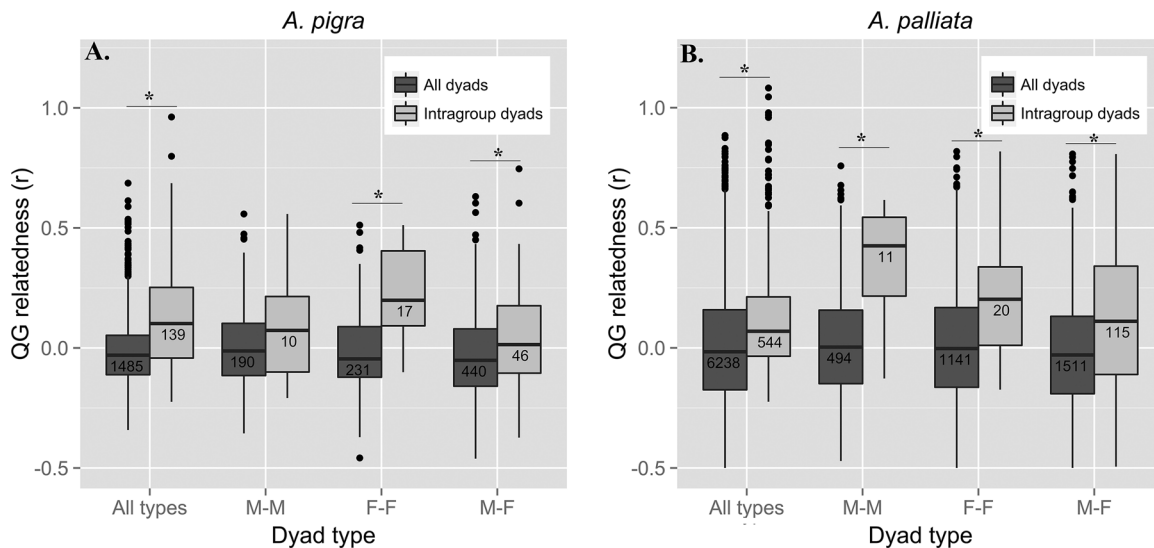 A. pigra
A.
*
All dyads
Intragroup dyads
1.0
0.5
0.0
-0.5
QG relatedness (r)
*
*
1485
139
190
10
231
17
440
46
All types
M-M
F-F
M-F
Dyad type
A. palliata
B.
*
All dyads
Intragroup dyads
1.0
0.5
0.0
-0.5
QG relatedness (r)
*
*
*
6238
544
494
11
1141
20
1511
115
All types
M-M
F-F
M-F
Dyad type